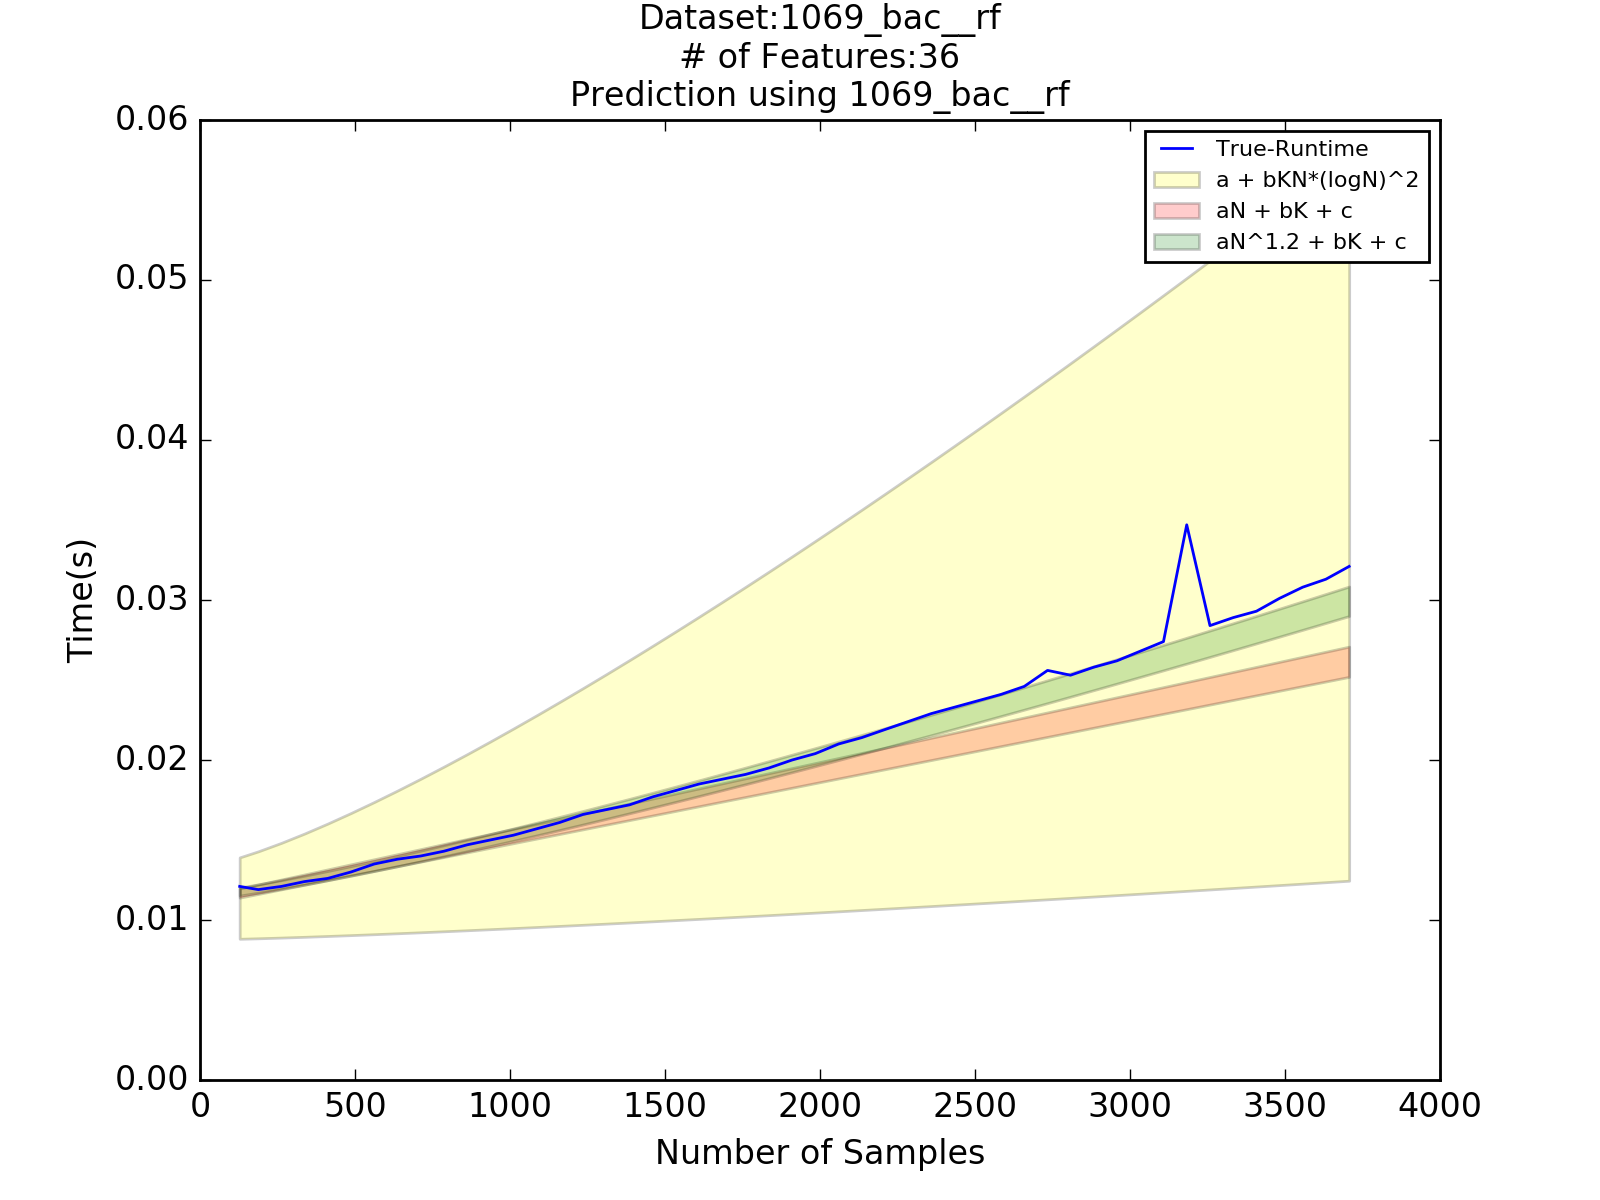 Dataset:1069_bac__rf
# of Features:36
Prediction using 1069_bac__rf
0.06
0.05
0.04
0.03
0.02
0.01
0.00
Time(s)
True-Runtime
a + bKN*(logN)^2
aN + bK + c
aN^1.2 + bK + c
0 500 1000 1500 2000 2500 3000 3500 4000
Number of Samples